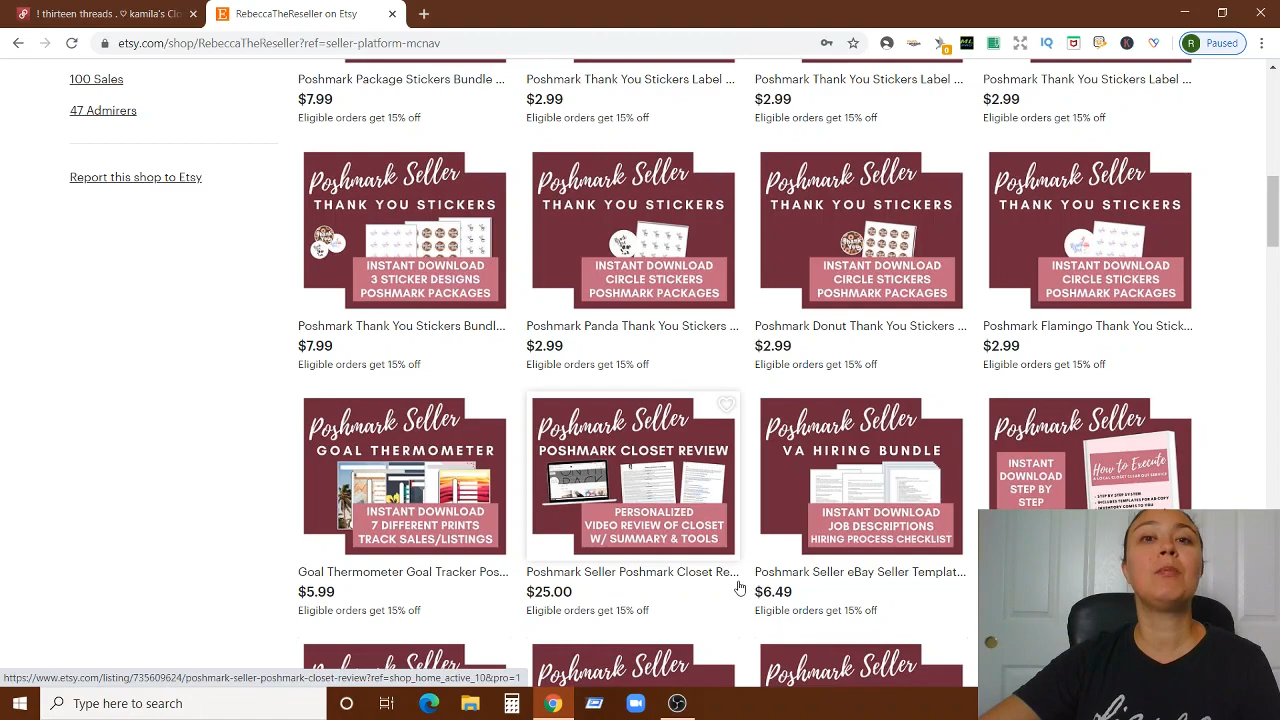 ! thirteen threads . ♡ kamila's Cl
RebeccaTheReseller on Etsy
etsy.com/shop/RebeccaTheReseller?ref=seller-platform-mcnav
R Paused
100 Sales
47 Admirers
Report this shop to Etsy
Poshmark Package Stickers Bundle ...
$7.99
Eligible orders get 15% off
Poshmark Thank You Stickers Label ...
$2.99
Eligible orders get 15% off
Poshmark Thank You Stickers Label ...
$2.99
Eligible orders get 15% off
Poshmark Thank You Stickers Label ...
$2.99
Eligible orders get 15% off
Poshmark Seller
THANK YOU STICKERS
INSTANT DOWNLOAD
3 STICKER DESIGNS
POSHMARK PACKAGES
Poshmark Thank You Stickers Bundl...
$7.99
Eligible orders get 15% off
Poshmark Seller
THANK YOU STICKERS
INSTANT DOWNLOAD
CIRCLE STICKERS
POSHMARK PACKAGES
Poshmark Panda Thank You Stickers ...
$2.99
Eligible orders get 15% off
Poshmark Seller
THANK YOU STICKERS
INSTANT DOWNLOAD
CIRCLE STICKERS
POSHMARK PACKAGES
Poshmark Donut Thank You Stickers ...
$2.99
Eligible orders get 15% off
Poshmark Seller
THANK YOU STICKERS
INSTANT DOWNLOAD
CIRCLE STICKERS
POSHMARK PACKAGES
Poshmark Flamingo Thank You Stick...
$2.99
Eligible orders get 15% off
Poshmark Seller
GOAL THERMOMETER
INSTANT DOWNLOAD
7 DIFFERENT PRINTS
TRACK SALES/LISTINGS
Goal Thermometer Goal Tracker Pos...
$5.99
Eligible orders get 15% off
Poshmark Seller
POSHMARK CLOSET REVIEW
PERSONALIZED
VIDEO REVIEW OF CLOSET
W/ SUMMARY & TOOLS
Poshmark Seller Poshmark Closet Re...
$25.00
Eligible orders get 15% off
Poshmark Seller
VA HIRING BUNDLE
INSTANT DOWNLOAD
JOB DESCRIPTIONS
HIRING PROCESS CHECKLIST
Poshmark Seller eBay Seller Templat...
$6.49
Eligible orders get 15% off
Poshmark Seller
INSTANT
DOWNLOAD
STEP BY
STEP
How to Execute
A LOCAL CLOSET CLEAR OUT SERVICE
Poshmark Seller
Poshmark Seller
Poshmark Seller
https://www.etsy.com/listing/735609624/poshmark-seller-poshmark-closet-review?ref=shop_home_active_10&pro=1
Type here to search